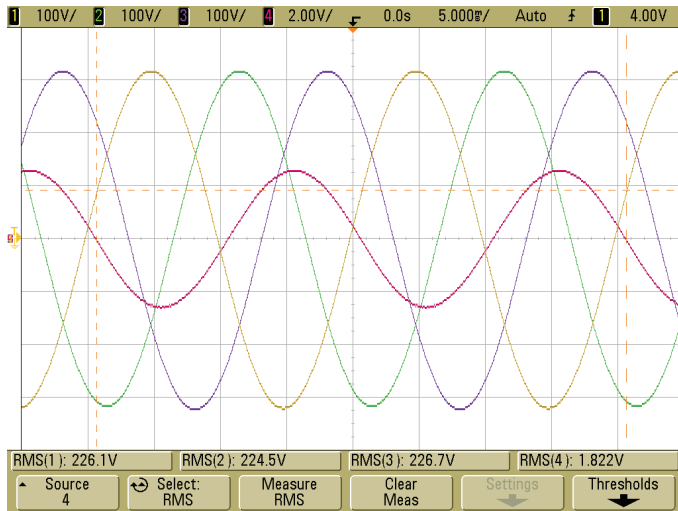 1 100V/ 2 100V/ 3 100V/ 4 2.00V/ 0.0s 5.000m/ Auto 1 4.00V
RMS(1): 226.1V RMS(2): 224.5V RMS(3): 226.7V RMS(4): 1.822V
Source Select: Measure Clear Settings Thresholds
4 RMS RMS Meas